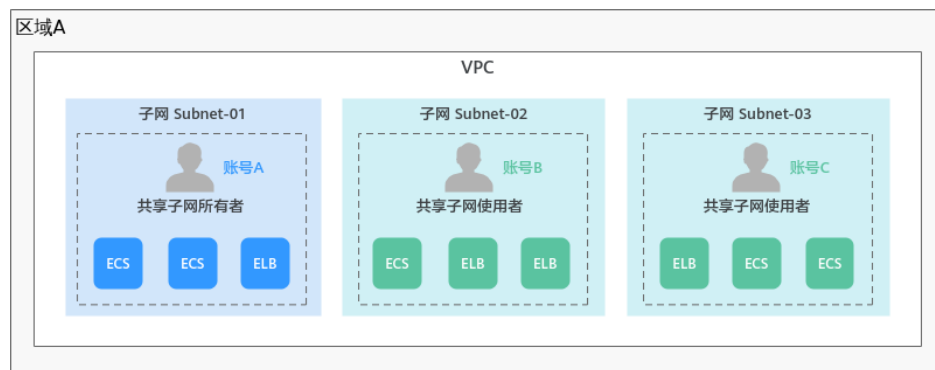 区域A
VPC
子网 Subnet-01
账号A
共享子网所有者
ECS
ECS
ELB
子网 Subnet-02
账号B
共享子网使用者
ECS
ELB
ELB
子网 Subnet-03
账号C
共享子网使用者
ELB
ECS
ECS